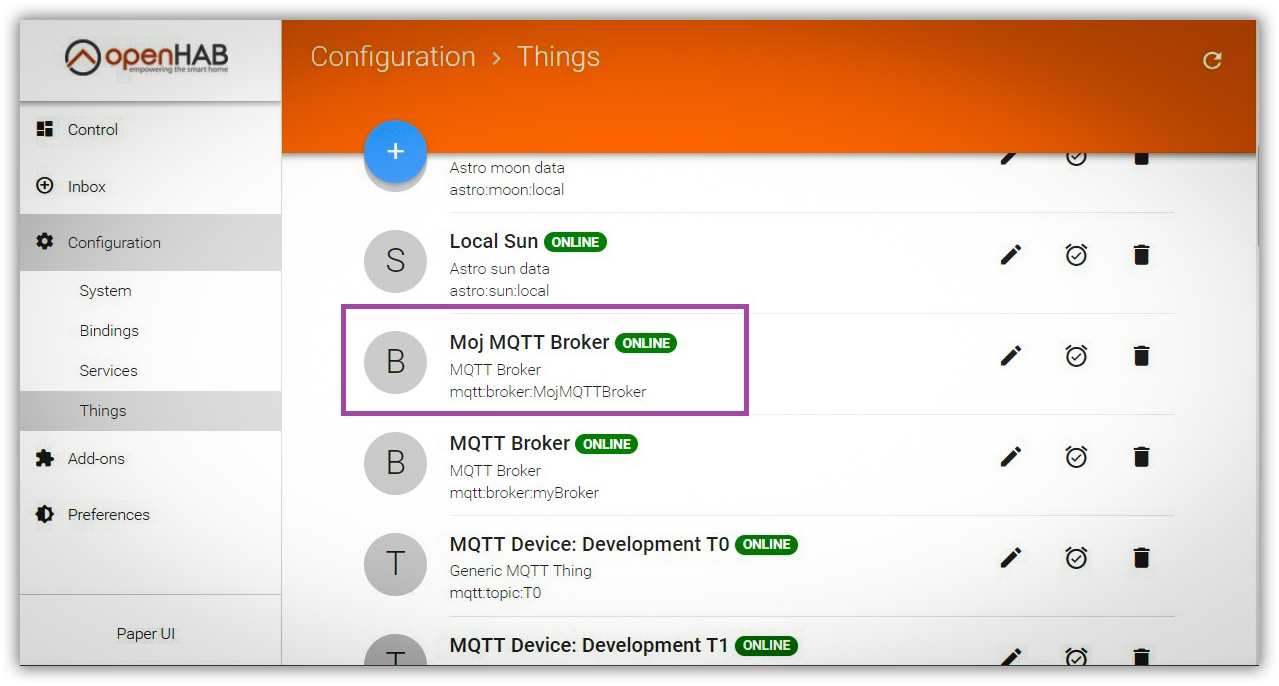 openHAB
empowering the smart home
Configuration > Things
Control
Inbox
Configuration
System
Bindings
Services
Things
Add-ons
Preferences
Paper UI
+
Astro moon data
astro:moon:local
S
Local Sun ONLINE
Astro sun data
astro:sun:local
B
Moj MQTT Broker ONLINE
MQTT Broker
mqtt:broker:MojMQTTBroker
B
MQTT Broker ONLINE
MQTT Broker
mqtt:broker:myBroker
T
MQTT Device: Development T0 ONLINE
Generic MQTT Thing
mqtt:topic:T0
T
MQTT Device: Development T1 ONLINE